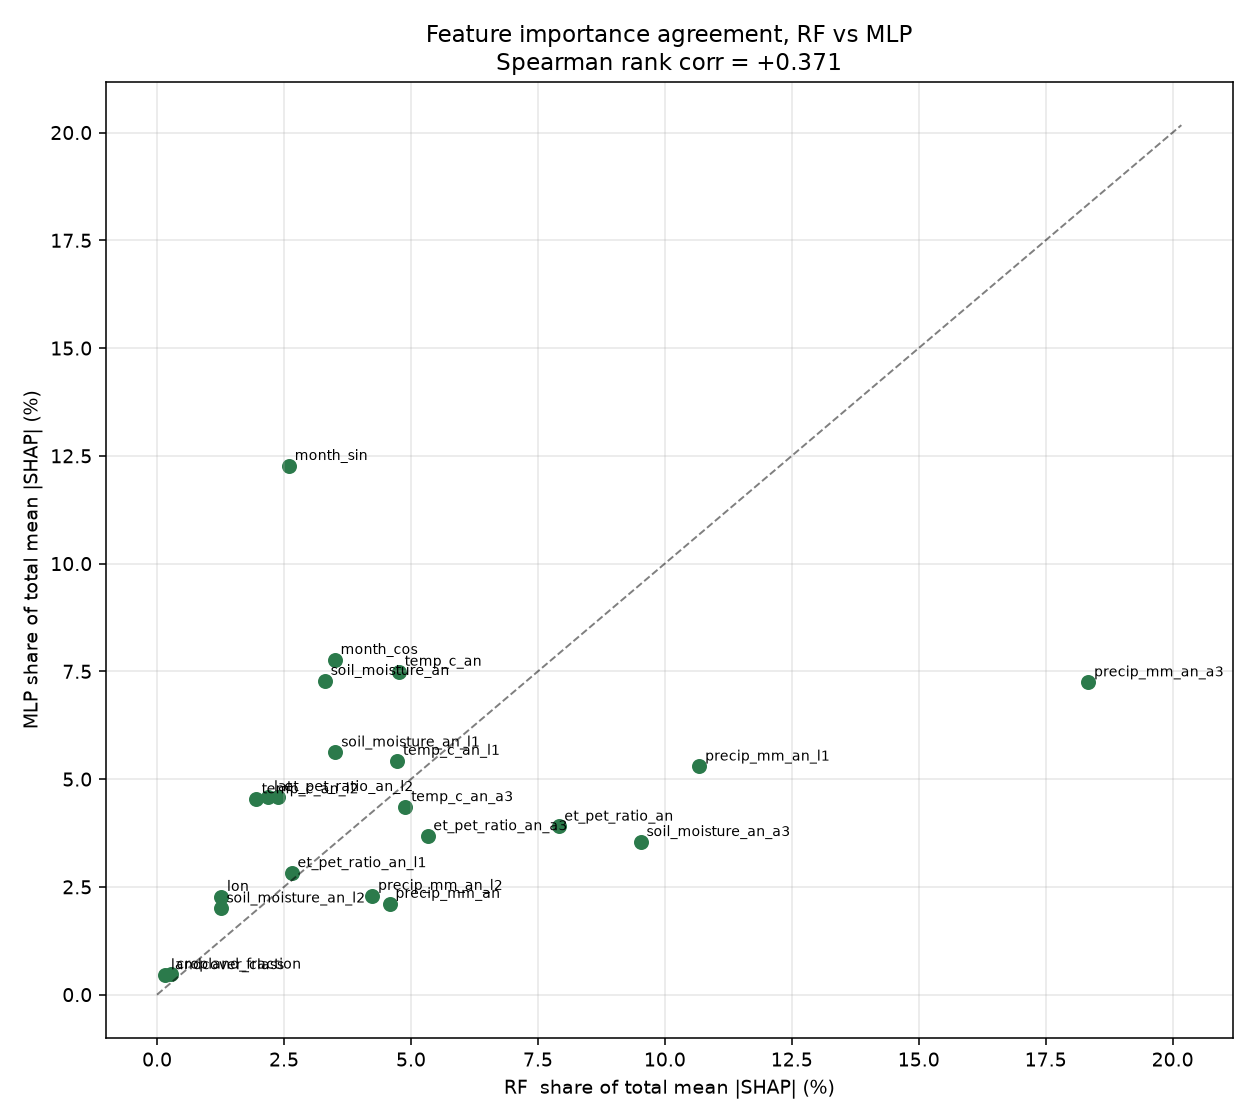 Feature importance agreement, RF vs MLP
Spearman rank corr = +0.371
20.0
17.5
15.0
12.5
10.0
7.5
5.0
2.5
0.0
MLP share of total mean |SHAP| (%)
month_sin
month_cos
temp_c_an
soil_moisture_an
precip_mm_an_a3
soil_moisture_an_l1
temp_c_an_l1
precip_mm_an_l1
temp_c_an_l2
lat
et_pet_ratio_an_l2
temp_c_an_a3
et_pet_ratio_an
et_pet_ratio_an_a3
soil_moisture_an_a3
et_pet_ratio_an_l1
lon
precip_mm_an_l2
precip_mm_an
soil_moisture_an_l2
landcover_class
cropland_fraction
0.0 2.5 5.0 7.5 10.0 12.5 15.0 17.5 20.0
RF  share of total mean |SHAP| (%)